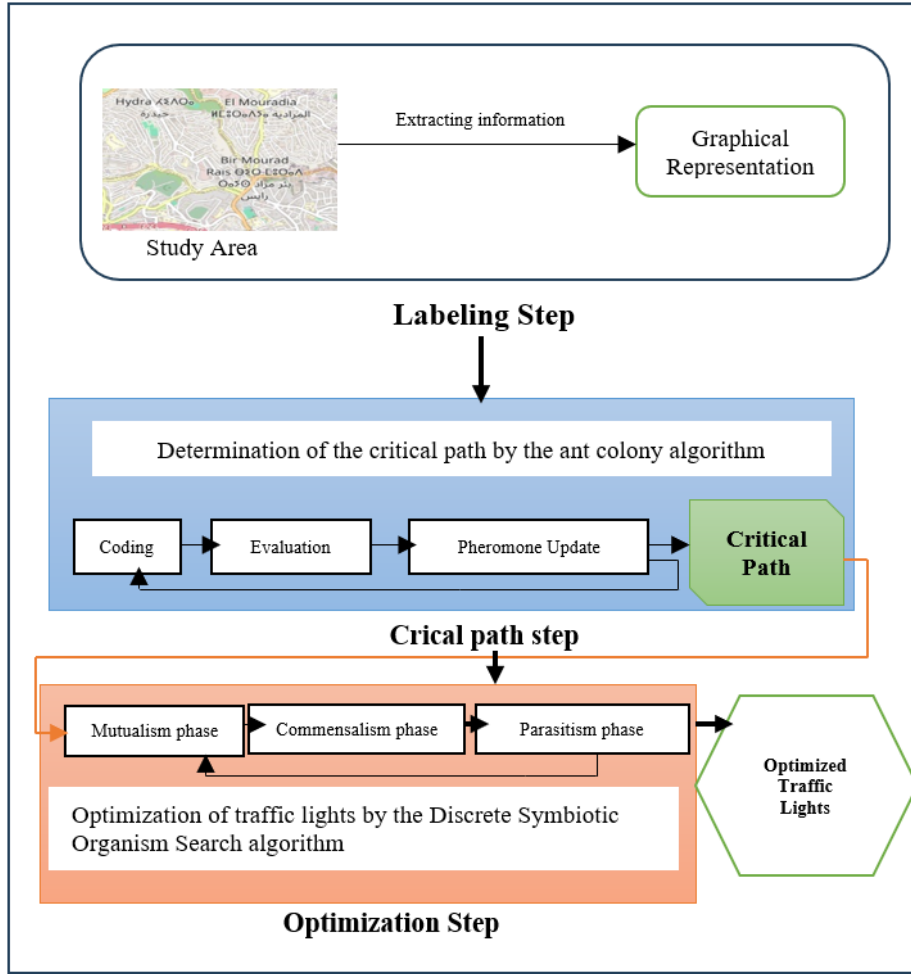 Hydra ⵃⵉⴷⵔⴰ
حيدرة
El Mouradia
المرادية
Bir Mourad
Rais
بئر مراد
رايس
Extracting information
Graphical
Representation
Study Area
Labeling Step
Determination of the critical path by the ant colony algorithm
Coding
Evaluation
Pheromone Update
Critical
Path
Crical path step
Mutualism phase
Commensalism phase
Parasitism phase
Optimized
Traffic
Lights
Optimization of traffic lights by the Discrete Symbiotic
Organism Search algorithm
Optimization Step